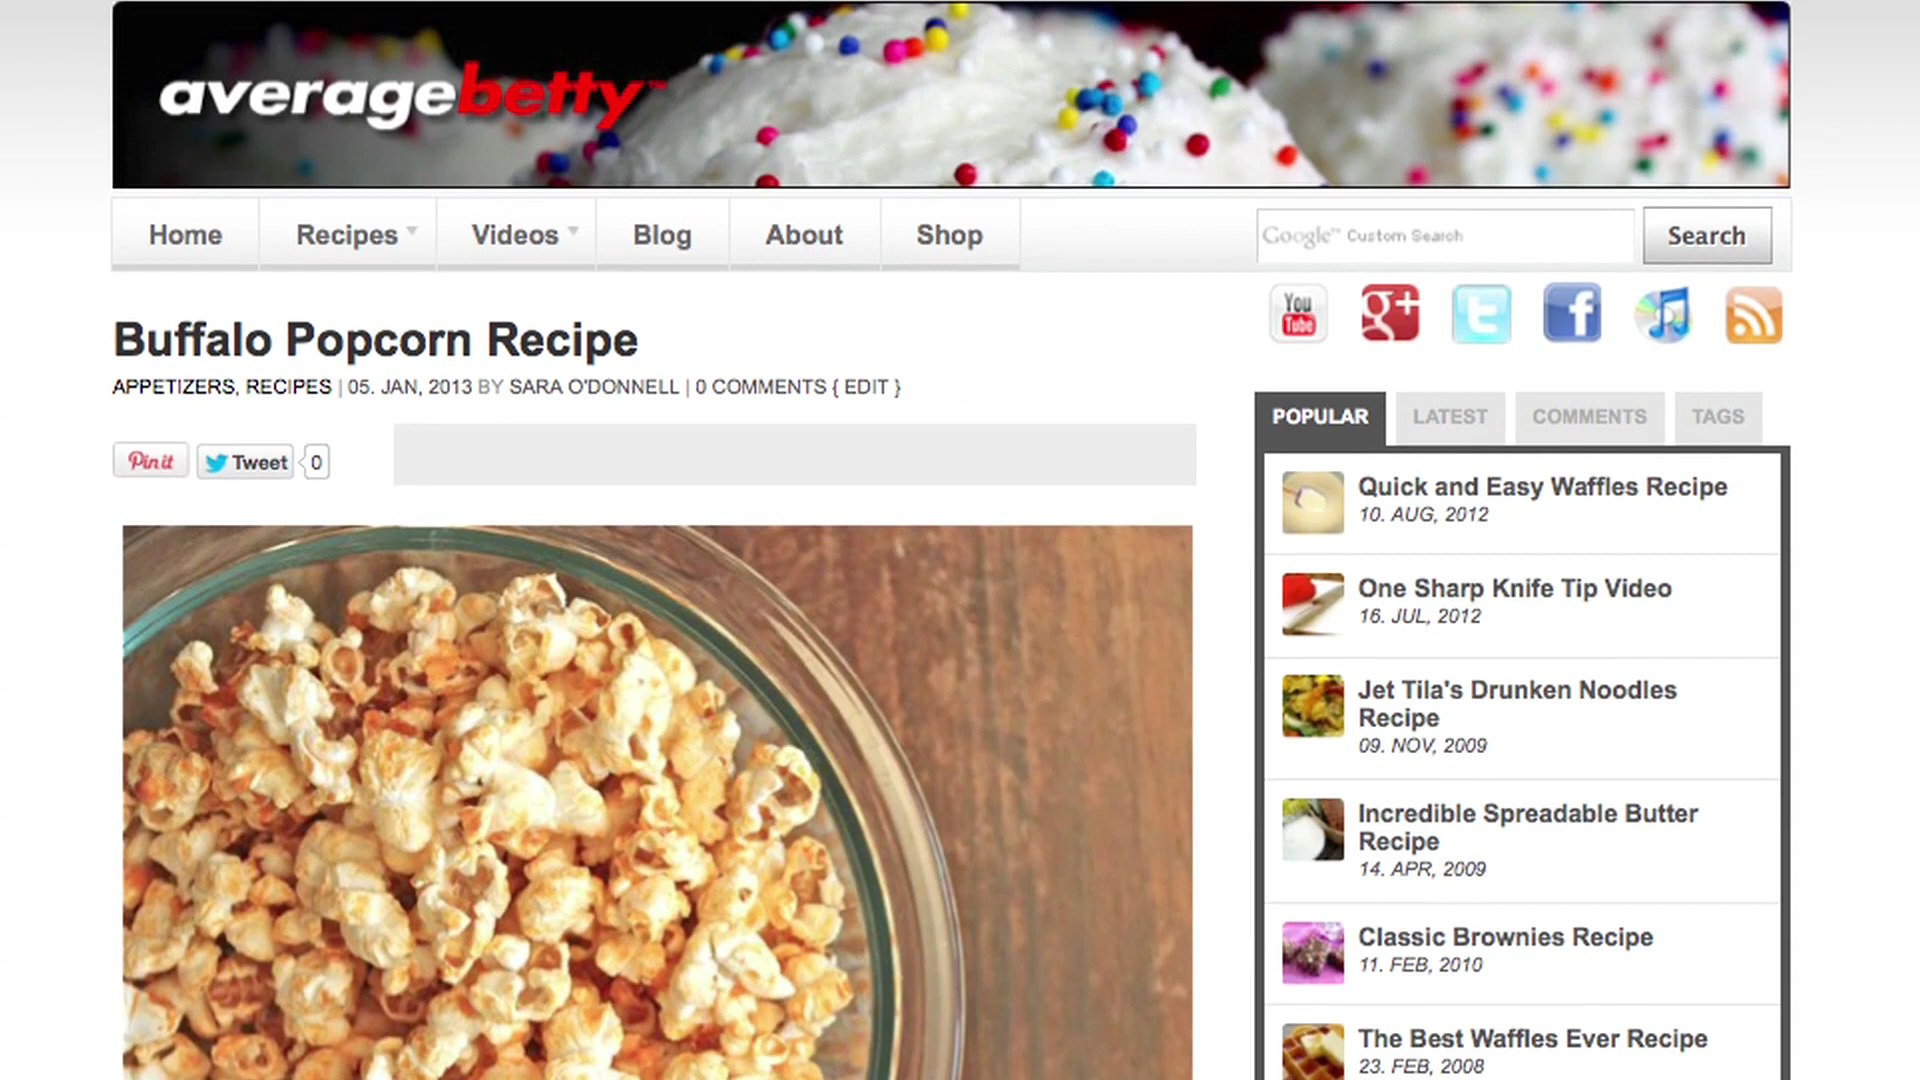 averagebetty™
Home Recipes Videos Blog About Shop
Google™ Custom Search
Search
You
Tube
g+
t
f
Buffalo Popcorn Recipe
APPETIZERS, RECIPES | 05. JAN, 2013 BY SARA O'DONNELL | 0 COMMENTS { EDIT }
Pin it
Tweet
0
POPULAR LATEST COMMENTS TAGS
Quick and Easy Waffles Recipe
10. AUG, 2012
One Sharp Knife Tip Video
16. JUL, 2012
Jet Tila's Drunken Noodles
Recipe
09. NOV, 2009
Incredible Spreadable Butter
Recipe
14. APR, 2009
Classic Brownies Recipe
11. FEB, 2010
The Best Waffles Ever Recipe
23. FEB, 2008